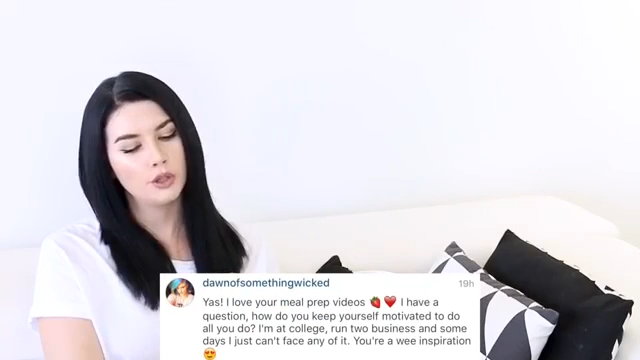 dawnofsomethingwicked 19h
Yas! I love your meal prep videos 🍓❤️ I have a
question, how do you keep yourself motivated to do
all you do? I'm at college, run two business and some
days I just can't face any of it. You're a wee inspiration
😍